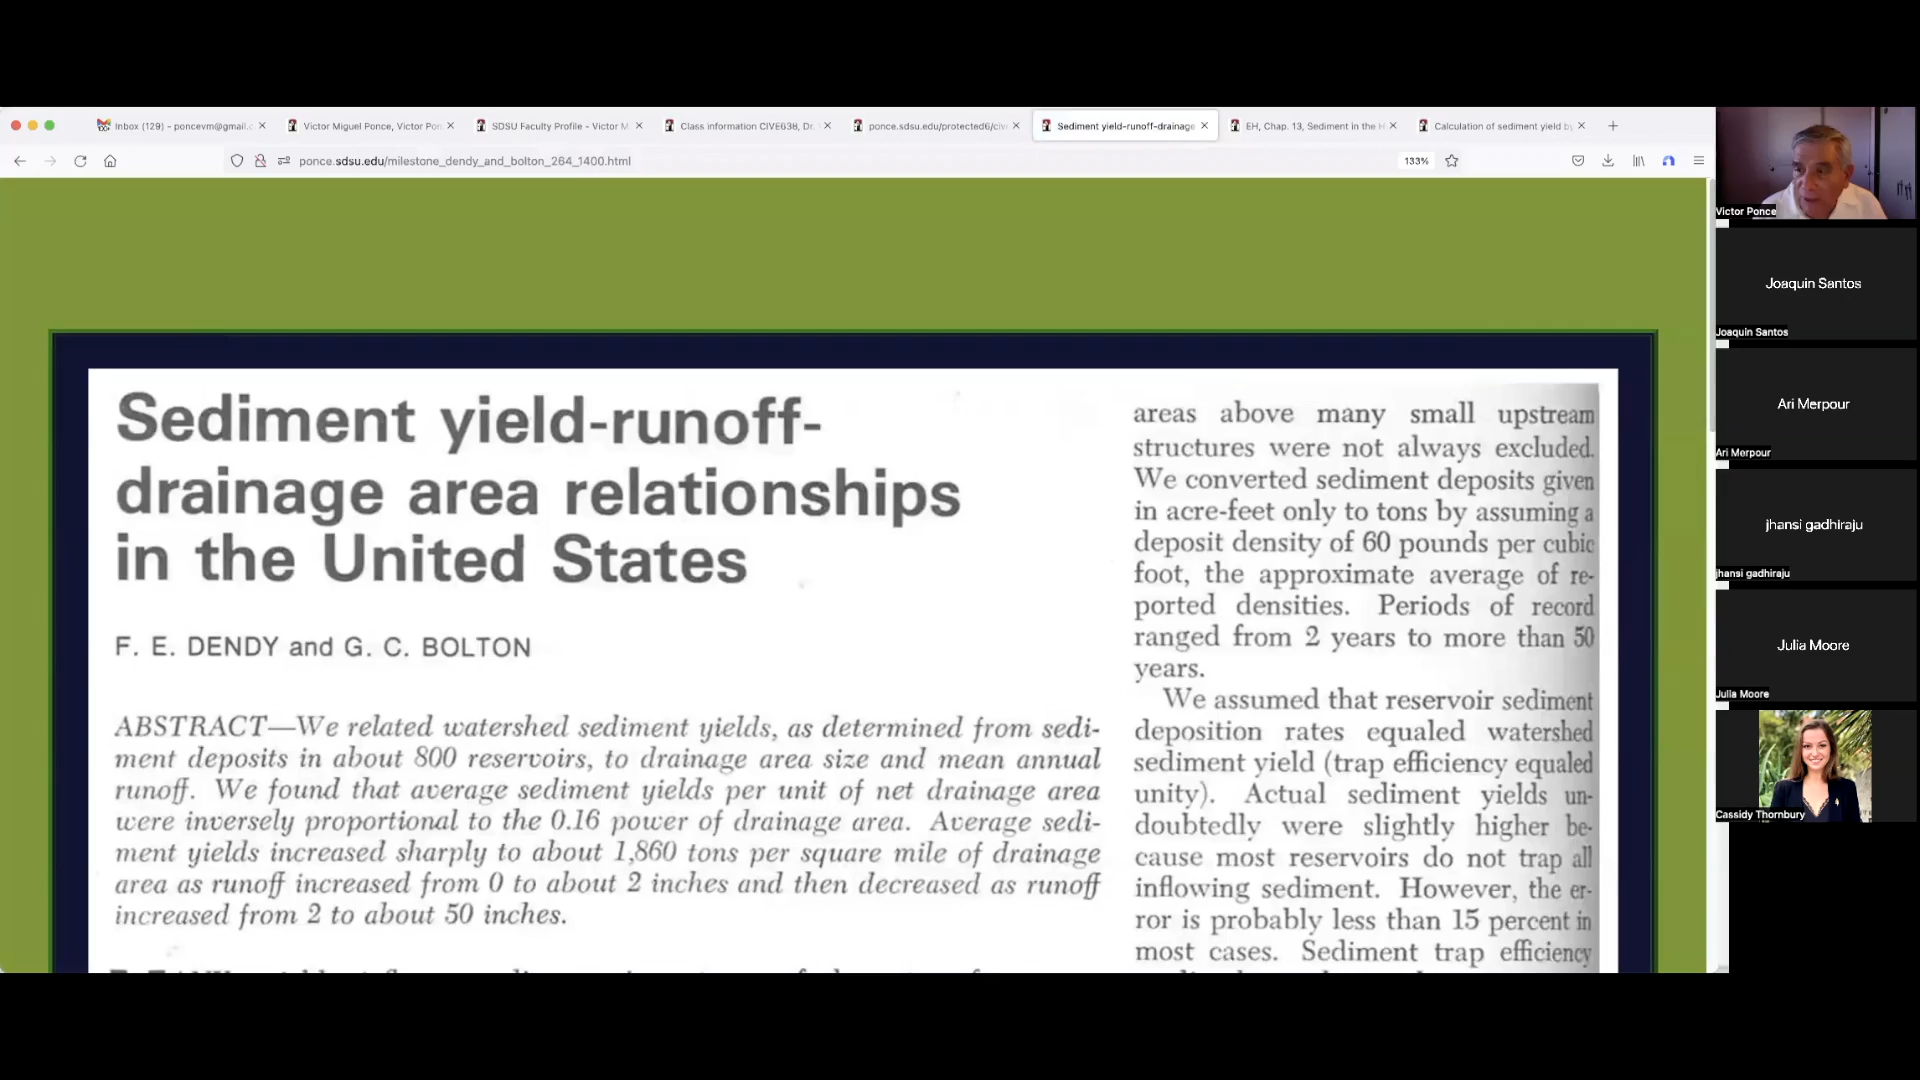 Inbox (129) – poncevm@gmail.
Victor Miguel Ponce, Victor Pon
SDSU Faculty Profile - Victor M
Class information CIVE638, Dr.
ponce.sdsu.edu/protected6/civ
Sediment yield-runoff-drainage
EH, Chap. 13, Sediment in the H
Calculation of sediment yield by
ponce.sdsu.edu/milestone_dendy_and_bolton_264_1400.html
133%
Sediment yield-runoff-
drainage area relationships
in the United States
F. E. DENDY and G. C. BOLTON
ABSTRACT—We related watershed sediment yields, as determined from sedi-
ment deposits in about 800 reservoirs, to drainage area size and mean annual
runoff. We found that average sediment yields per unit of net drainage area
were inversely proportional to the 0.16 power of drainage area. Average sedi-
ment yields increased sharply to about 1,860 tons per square mile of drainage
area as runoff increased from 0 to about 2 inches and then decreased as runoff
increased from 2 to about 50 inches.
areas above many small upstream
structures were not always excluded.
We converted sediment deposits given
in acre-feet only to tons by assuming a
deposit density of 60 pounds per cubic
foot, the approximate average of re-
ported densities. Periods of record
ranged from 2 years to more than 50
years.
We assumed that reservoir sediment
deposition rates equaled watershed
sediment yield (trap efficiency equaled
unity). Actual sediment yields un-
doubtedly were slightly higher be-
cause most reservoirs do not trap all
inflowing sediment. However, the er-
ror is probably less than 15 percent in
most cases. Sediment trap efficiency
Victor Ponce
Joaquin Santos
Joaquin Santos
Ari Merpour
Ari Merpour
jhansi gadhiraju
jhansi gadhiraju
Julia Moore
Julia Moore
Cassidy Thornbury